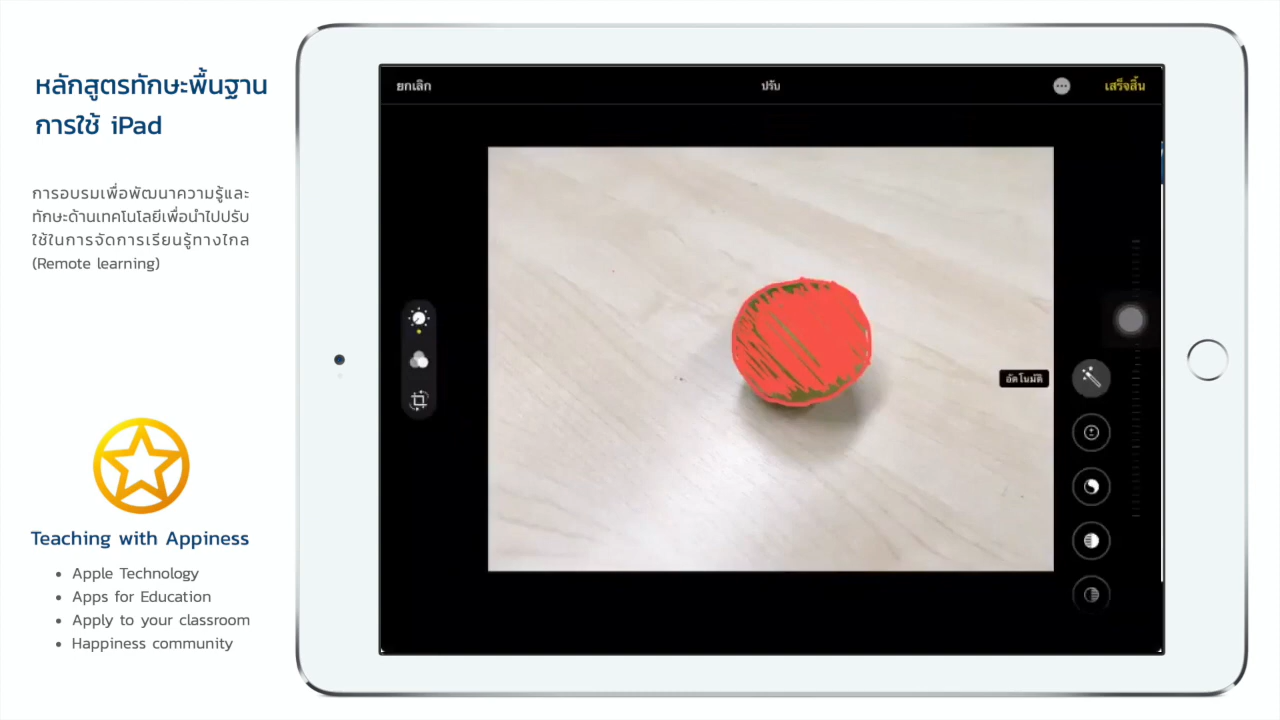 หลักสูตรทักษะพื้นฐาน
การใช้ iPad
การอบรมเพื่อพัฒนาความรู้และ
ทักษะด้านเทคโนโลยีเพื่อนำไปปรับ
ใช้ในการจัดการเรียนรู้ทางไกล
(Remote learning)
Teaching with Appiness
• Apple Technology
• Apps for Education
• Apply to your classroom
• Happiness community
ยกเลิก
ปรับ
เสร็จสิ้น
อัตโนมัติ